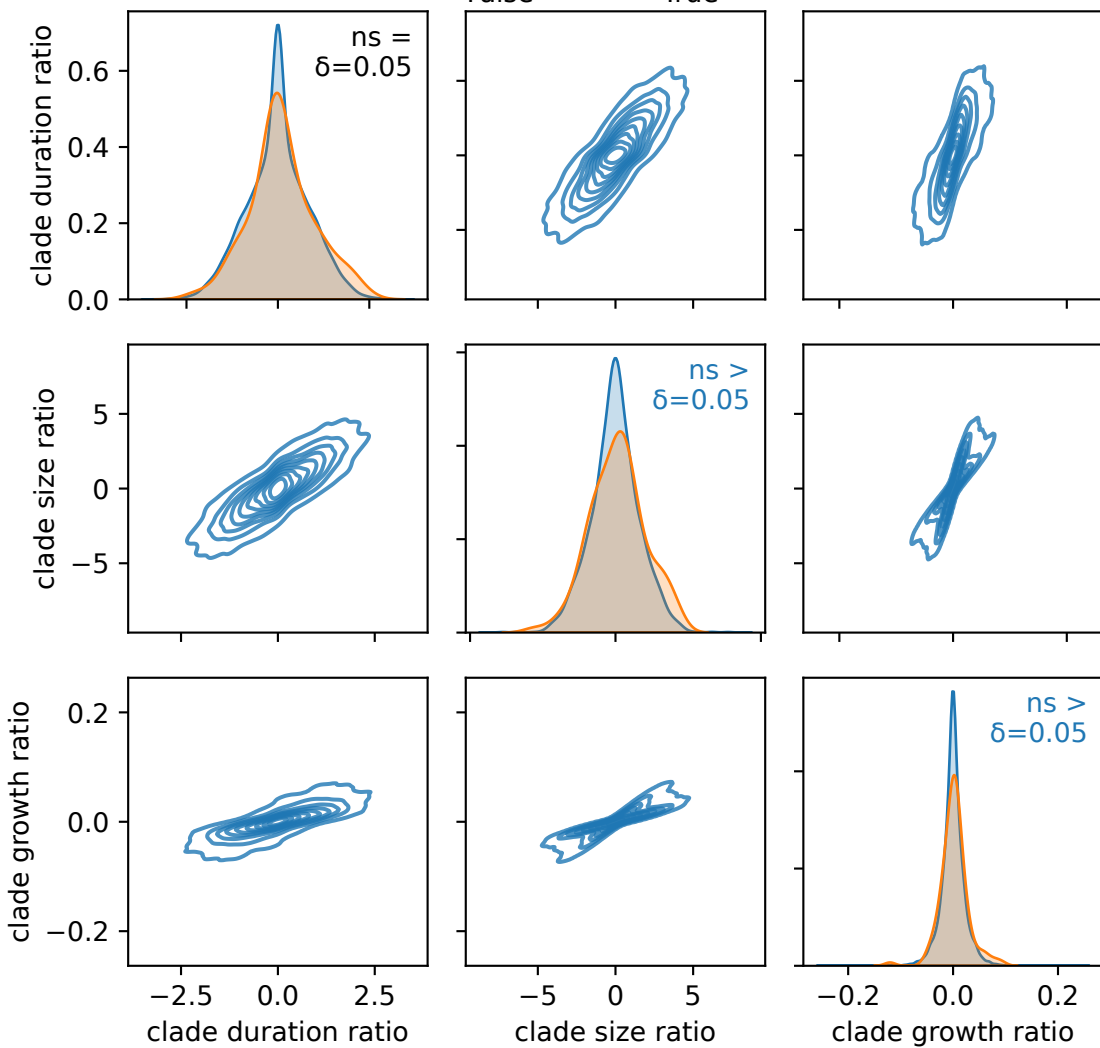 clade duration ratio
0.6
0.4
0.2
0.0
ns =
δ=0.05
clade size ratio
5
0
−5
ns >
δ=0.05
clade growth ratio
0.2
0.0
−0.2
ns >
δ=0.05
−2.5 0.0 2.5
−5 0 5
−0.2 0.0 0.2
clade duration ratio
clade size ratio
clade growth ratio